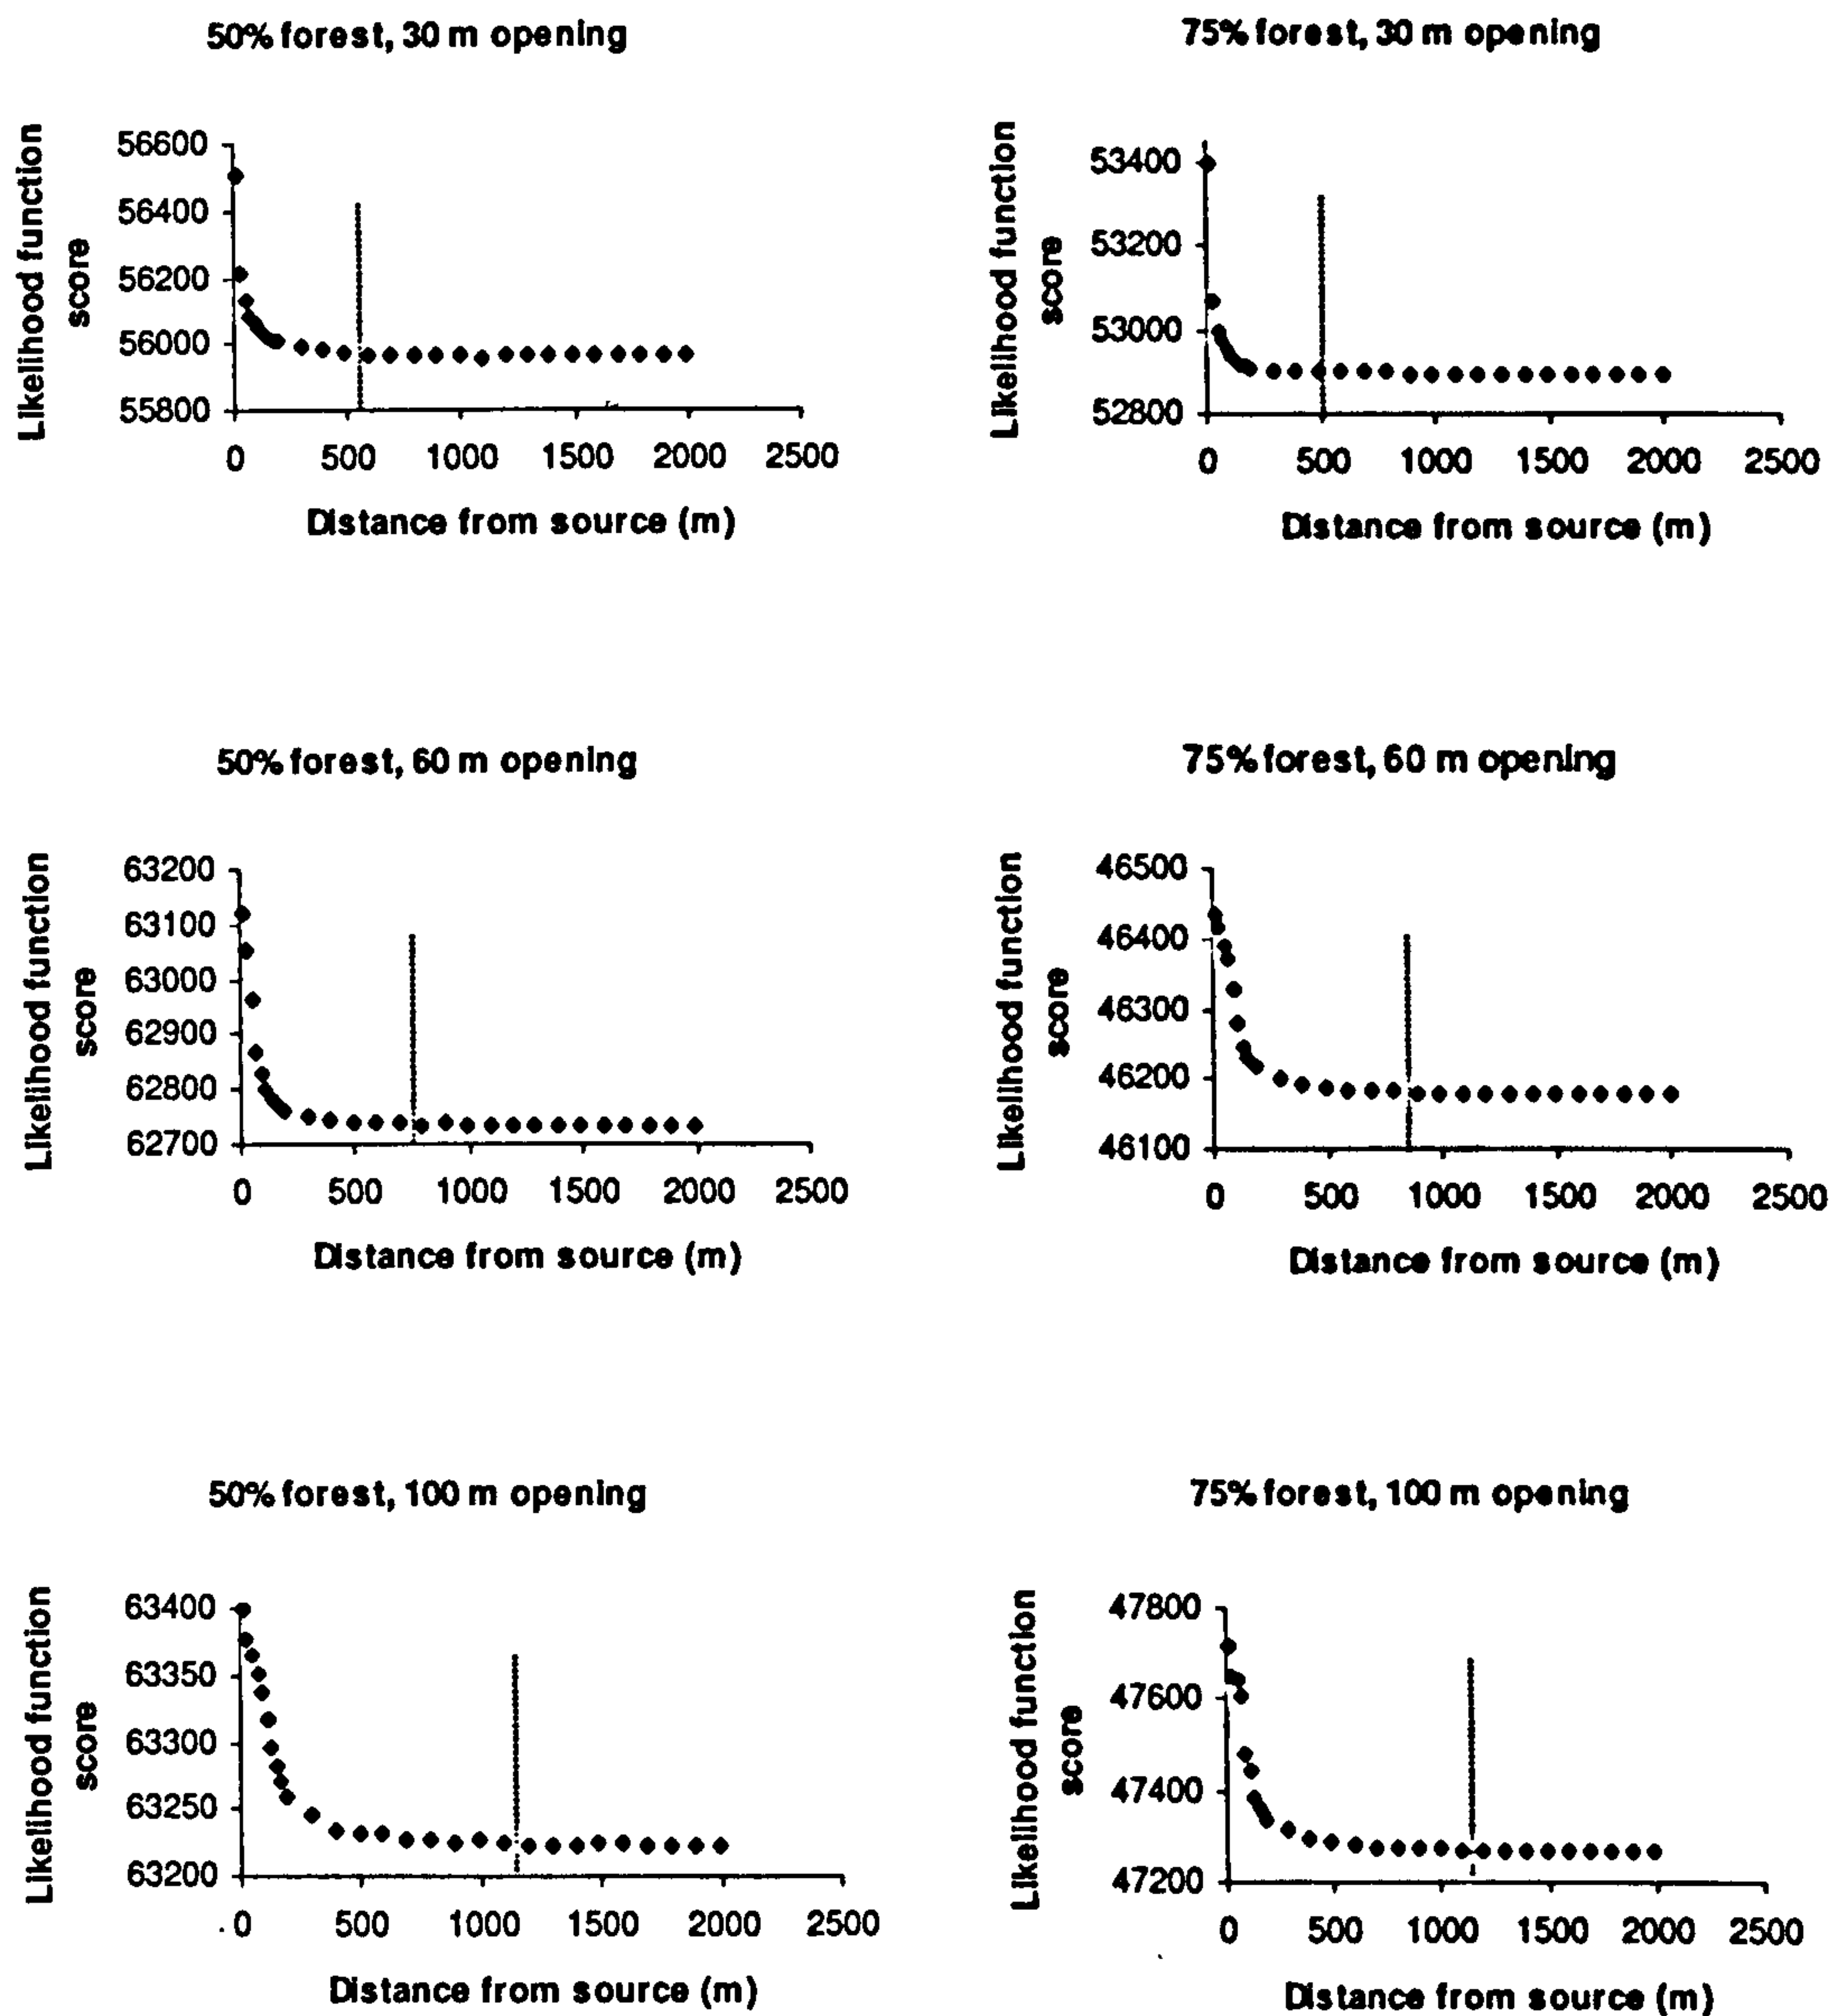 50% forest, 30 m opening
Likelihood function
score
56600
56400
56200
56000
55800
0 500 1000 1500 2000 2500
Distance from source (m)
75% forest, 30 m opening
Likelihood function
score
53400
53200
53000
52800
0 500 1000 1500 2000 2500
Distance from source (m)
50% forest, 60 m opening
Likelihood function
score
63200
63100
63000
62900
62800
62700
0 500 1000 1500 2000 2500
Distance from source (m)
75% forest, 60 m opening
Likelihood function
score
46500
46400
46300
46200
46100
0 500 1000 1500 2000 2500
Distance from source (m)
50% forest, 100 m opening
Likelihood function
score
63400
63350
63300
63250
63200
0 500 1000 1500 2000 2500
Distance from source (m)
75% forest, 100 m opening
Likelihood function
score
47800
47600
47400
47200
0 500 1000 1500 2000 2500
Distance from source (m)